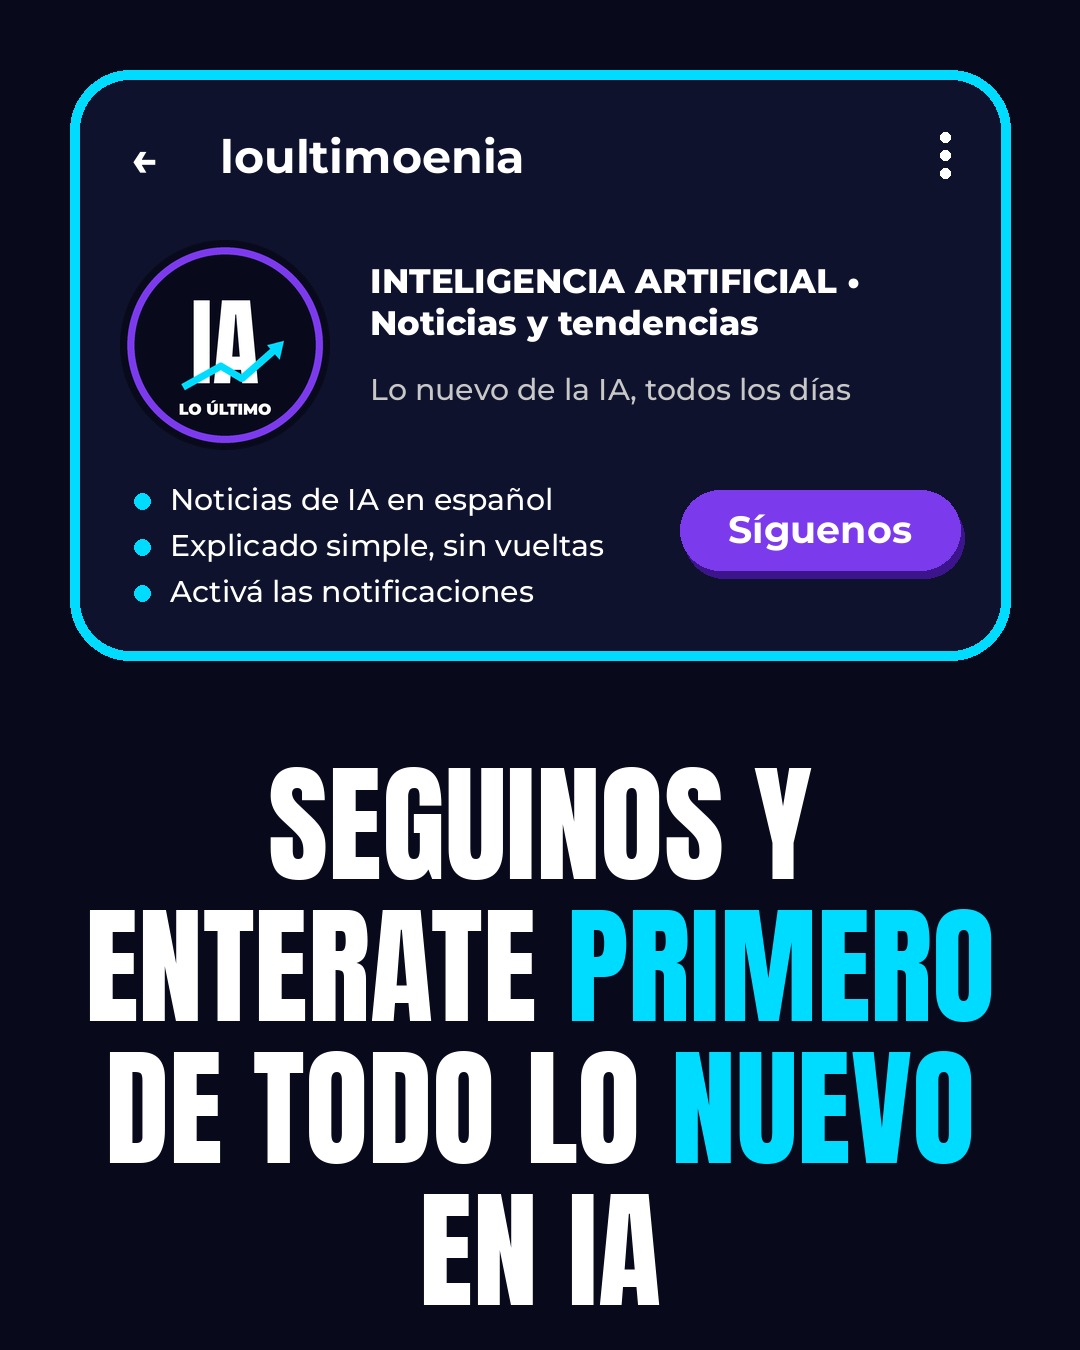 loultimoenia
INTELIGENCIA ARTIFICIAL •
Noticias y tendencias
Lo nuevo de la IA, todos los días
IA
LO ÚLTIMO
Noticias de IA en español
Explicado simple, sin vueltas
Activá las notificaciones
Síguenos
SEGUINOS Y
ENTERATE PRIMERO
DE TODO LO NUEVO
EN IA